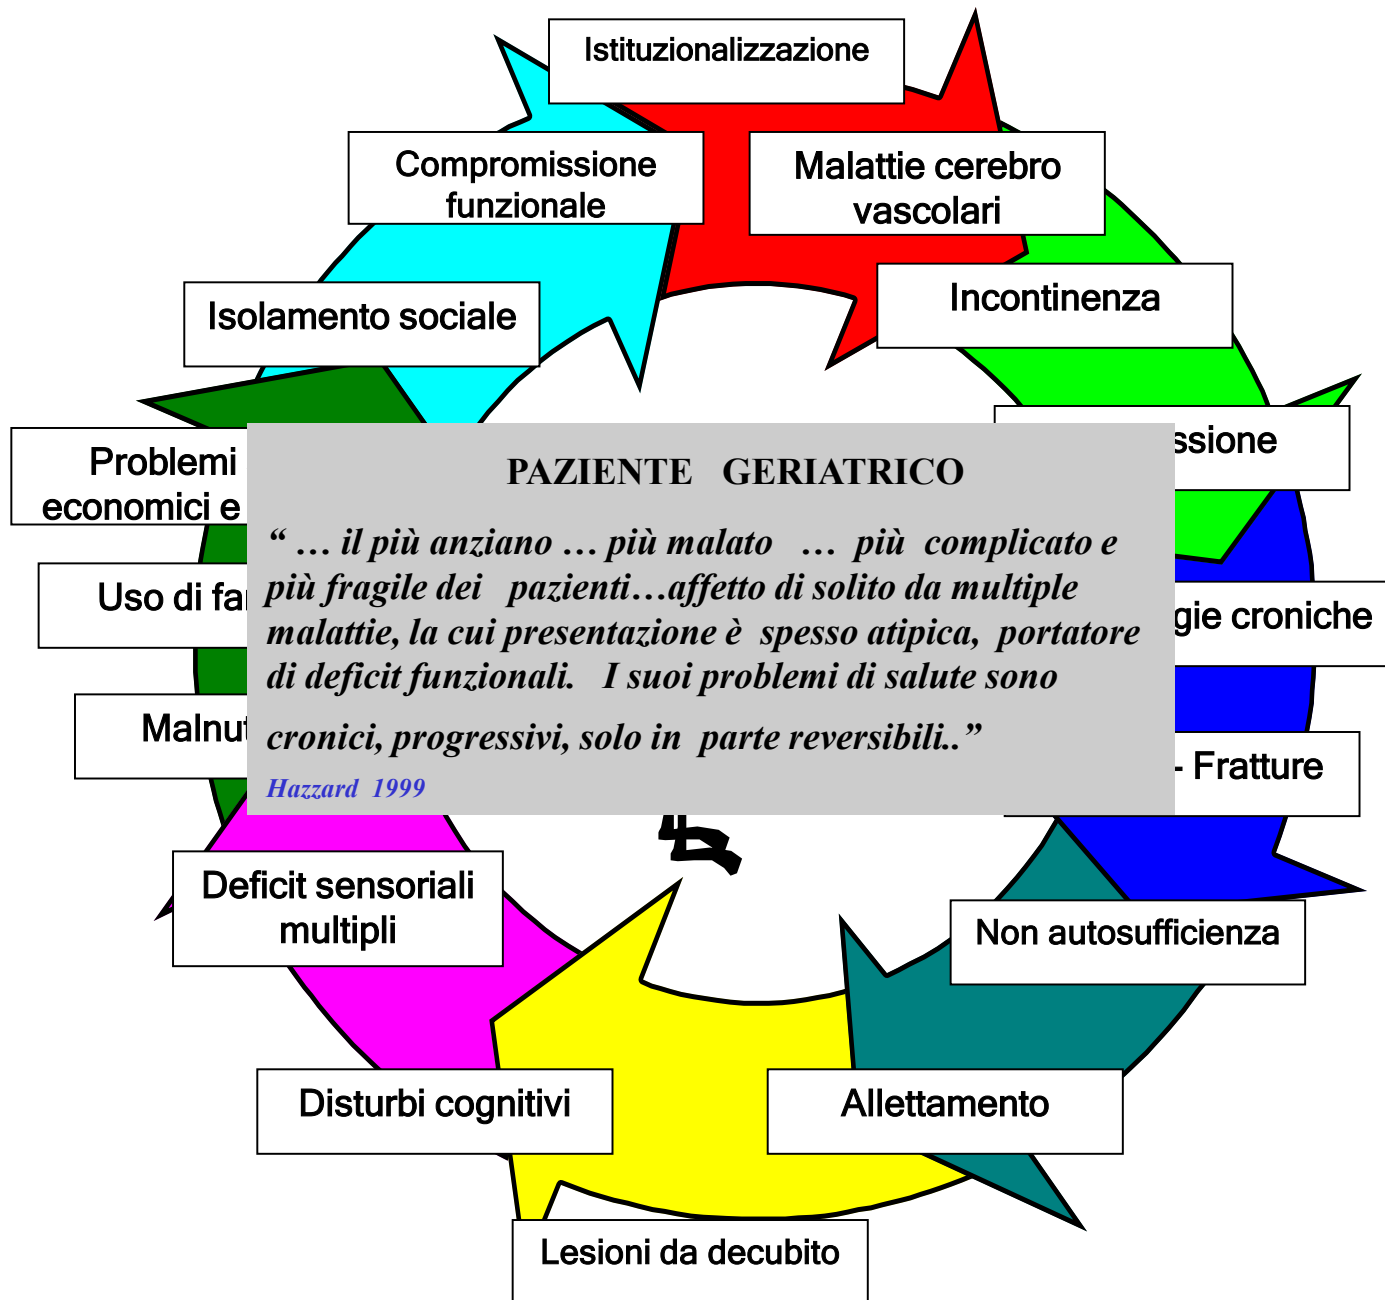 Istituzionalizzazione
Compromissione
funzionale
Malattie cerebro
vascolari
Isolamento sociale
Incontinenza
Problemi
economici e
ssione
PAZIENTE GERIATRICO
“ … il più anziano … più malato … più complicato e
più fragile dei pazienti…affetto di solito da multiple
malattie, la cui presentazione è spesso atipica, portatore
di deficit funzionali. I suoi problemi di salute sono
cronici, progressivi, solo in parte reversibili..”
Hazzard 1999
Uso di far
gie croniche
Malnut
- Fratture
Deficit sensoriali
multipli
Non autosufficienza
Disturbi cognitivi
Allettamento
Lesioni da decubito